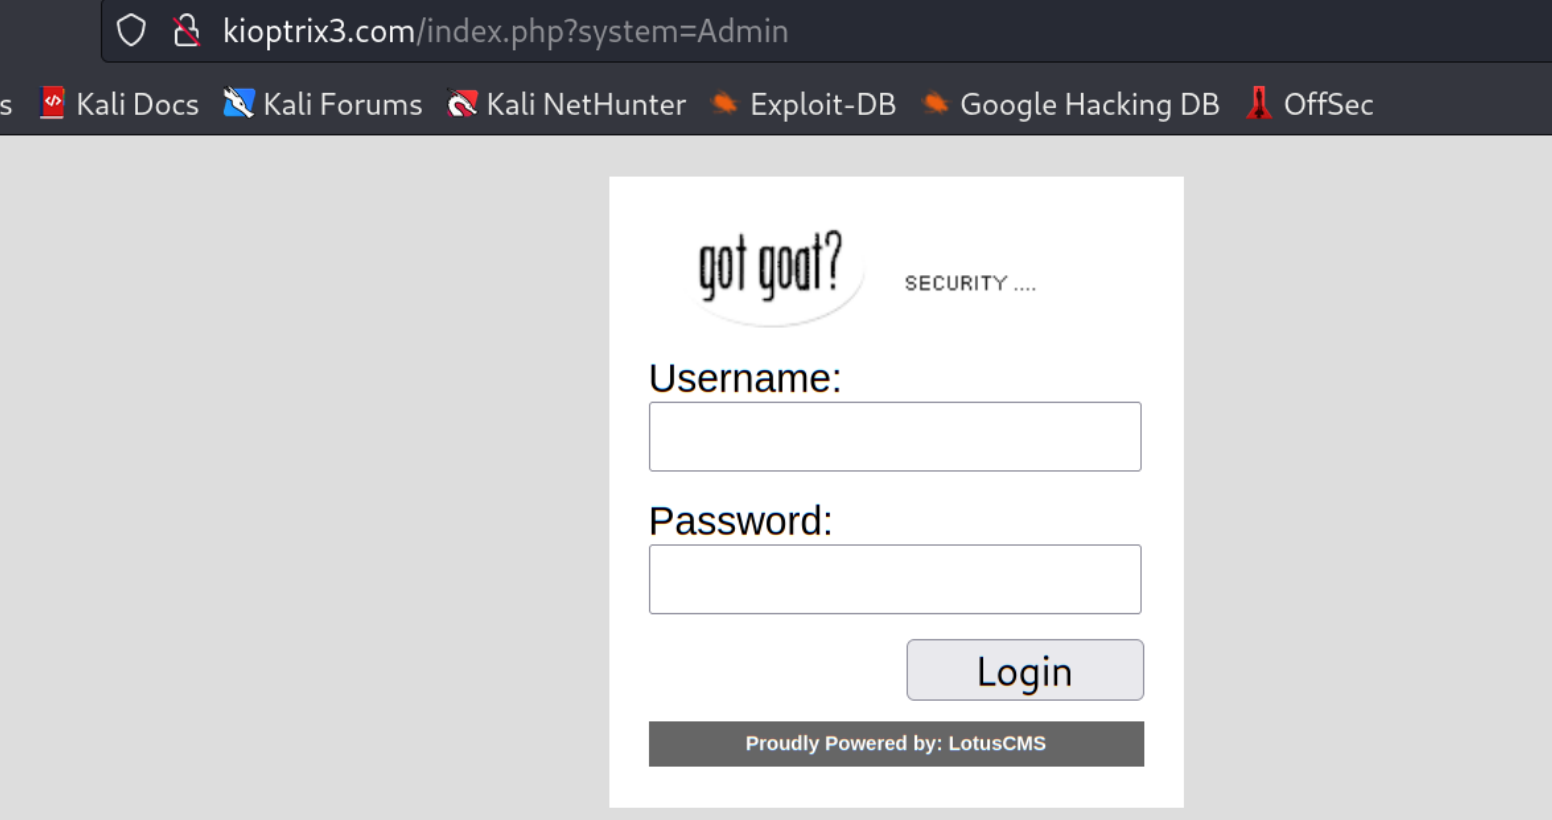 kioptrix3.com/index.php?system=Admin
s Kali Docs Kali Forums Kali NetHunter Exploit-DB Google Hacking DB OffSec
got goat? SECURITY ....
Username:
Password:
Login
Proudly Powered by: LotusCMS